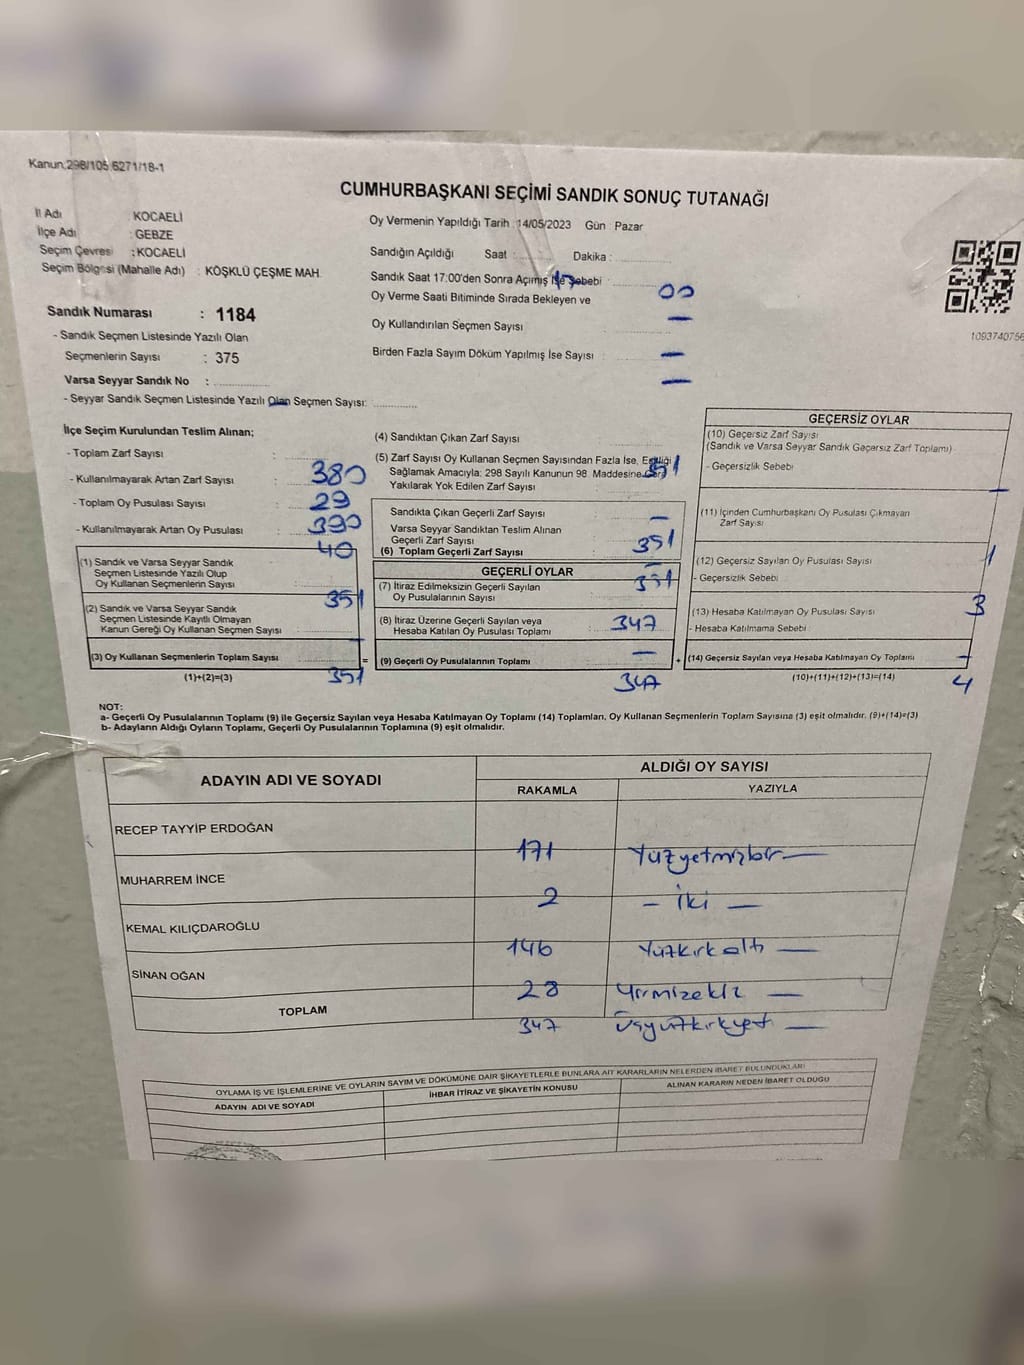 Kanun.298/105 6271/18-1
CUMHURBAŞKANI SEÇİMİ SANDIK SONUÇ TUTANAĞI
İl Adı : KOCAELİ
İlçe Adı : GEBZE
Seçim Çevresi : KOCAELİ
Seçim Bölgesi (Mahalle Adı) : KÖŞKLÜ ÇEŞME MAH.
Oy Vermenin Yapıldığı Tarih : 14/05/2023 Gün : Pazar
Sandığın Açıldığı Saat : Dakika :
17 00
Sandık Saat 17:00'den Sonra Açılmış İse Sebebi :
Oy Verme Saati Bitiminde Sırada Bekleyen ve
Oy Kullandırılan Seçmen Sayısı :
Birden Fazla Sayım Döküm Yapılmış İse Sayısı :
1093740756
Sandık Numarası : 1184
- Sandık Seçmen Listesinde Yazılı Olan
Seçmenlerin Sayısı : 375
Varsa Seyyar Sandık No :
- Seyyar Sandık Seçmen Listesinde Yazılı Olan Seçmen Sayısı:
İlçe Seçim Kurulundan Teslim Alınan;
- Toplam Zarf Sayısı :
380
- Kullanılmayarak Artan Zarf Sayısı :
29
- Toplam Oy Pusulası Sayısı :
390
- Kullanılmayarak Artan Oy Pusulası :
40
(1) Sandık ve Varsa Seyyar Sandık
Seçmen Listesinde Yazılı Olup
Oy Kullanan Seçmenlerin Sayısı :
351
(2) Sandık ve Varsa Seyyar Sandık
Seçmen Listesinde Kayıtlı Olmayan
Kanun Gereği Oy Kullanan Seçmen Sayısı :
(3) Oy Kullanan Seçmenlerin Toplam Sayısı =
351
(1)+(2)=(3)
(4) Sandıktan Çıkan Zarf Sayısı :
351
(5) Zarf Sayısı Oy Kullanan Seçmen Sayısından Fazla İse, Eşitliği
Sağlamak Amacıyla: 298 Sayılı Kanunun 98. Maddesine Göre
Yakılarak Yok Edilen Zarf Sayısı :
Sandıkta Çıkan Geçerli Zarf Sayısı :
351
Varsa Seyyar Sandıktan Teslim Alınan
Geçerli Zarf Sayısı :
(6) Toplam Geçerli Zarf Sayısı :
351
GEÇERLİ OYLAR
(7) İtiraz Edilmeksizin Geçerli Sayılan
Oy Pusulalarının Sayısı :
347
(8) İtiraz Üzerine Geçerli Sayılan veya
Hesaba Katılan Oy Pusulası Toplamı :
(9) Geçerli Oy Pusulalarının Toplamı : +
347
GEÇERSİZ OYLAR
(10) Geçersiz Zarf Sayısı
(Sandık ve Varsa Seyyar Sandık Geçersiz Zarf Toplamı)
- Geçersizlik Sebebi
(11) İçinden Cumhurbaşkanı Oy Pusulası Çıkmayan
Zarf Sayısı
1
(12) Geçersiz Sayılan Oy Pusulası Sayısı
- Geçersizlik Sebebi
3
(13) Hesaba Katılmayan Oy Pusulası Sayısı
- Hesaba Katılmama Sebebi
(14) Geçersiz Sayılan veya Hesaba Katılmayan Oy Toplamı
4
(10)+(11)+(12)+(13)=(14)
NOT:
a- Geçerli Oy Pusulalarının Toplamı (9) ile Geçersiz Sayılan veya Hesaba Katılmayan Oy Toplamı (14) Toplamları, Oy Kullanan Seçmenlerin Toplam Sayısına (3) eşit olmalıdır. (9)+(14)=(3)
b- Adayların Aldığı Oyların Toplamı, Geçerli Oy Pusulalarının Toplamına (9) eşit olmalıdır.
ADAYIN ADI VE SOYADI
ALDIĞI OY SAYISI
RAKAMLA YAZIYLA
RECEP TAYYİP ERDOĞAN
171 Yüzyetmişbir
MUHARREM İNCE
2 - İki -
KEMAL KILIÇDAROĞLU
146 Yüzkırkaltı
SİNAN OĞAN
28 Yirmisekiz
TOPLAM
347 Üçyüzkırkyedi
OYLAMA İŞ VE İŞLEMLERİNE VE OYLARIN SAYIM VE DÖKÜMÜNE DAİR ŞİKAYETLERLE BUNLARA AİT KARARLARIN NELERDEN İBARET BULUNDUKLARI
ADAYIN ADI VE SOYADI İHBAR İTİRAZ VE ŞİKAYETİN KONUSU ALINAN KARARIN NEDEN İBARET OLDUĞU